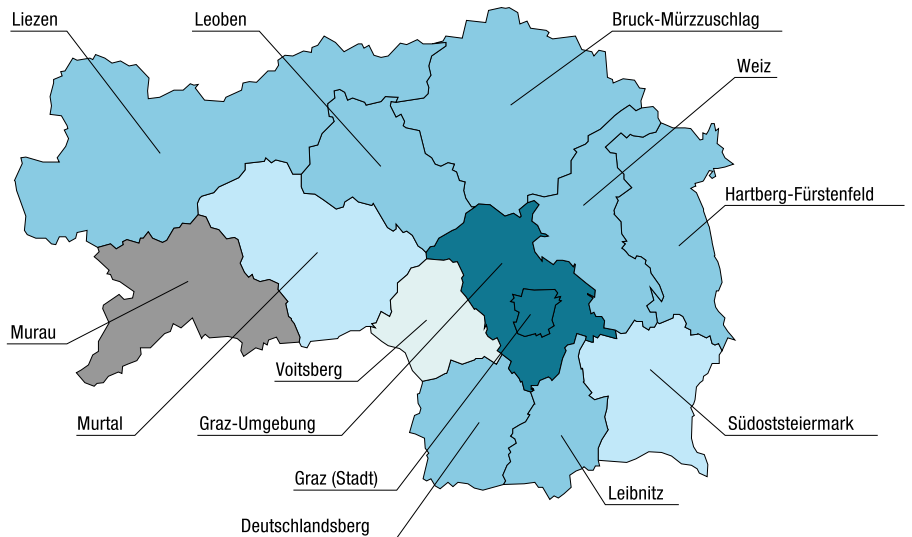 Liezen
Leoben
Bruck-Mürzzuschlag
Weiz
Hartberg-Fürstenfeld
Murau
Voitsberg
Murtal
Graz-Umgebung
Südoststeiermark
Graz (Stadt)
Leibnitz
Deutschlandsberg